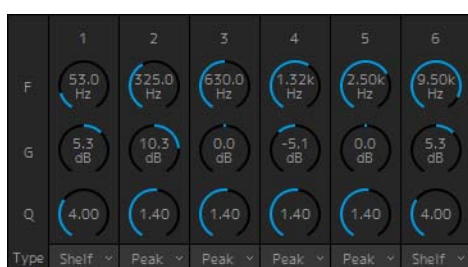 1 2 3 4 5 6
F 53.0 Hz 325.0 Hz 630.0 Hz 1.32k Hz 2.50k Hz 9.50k Hz
G 5.3 dB 10.3 dB 0.0 dB -5.1 dB 0.0 dB 5.3 dB
Q 4.00 1.40 1.40 1.40 1.40 4.00
Type Shelf Peak Peak Peak Peak Shelf